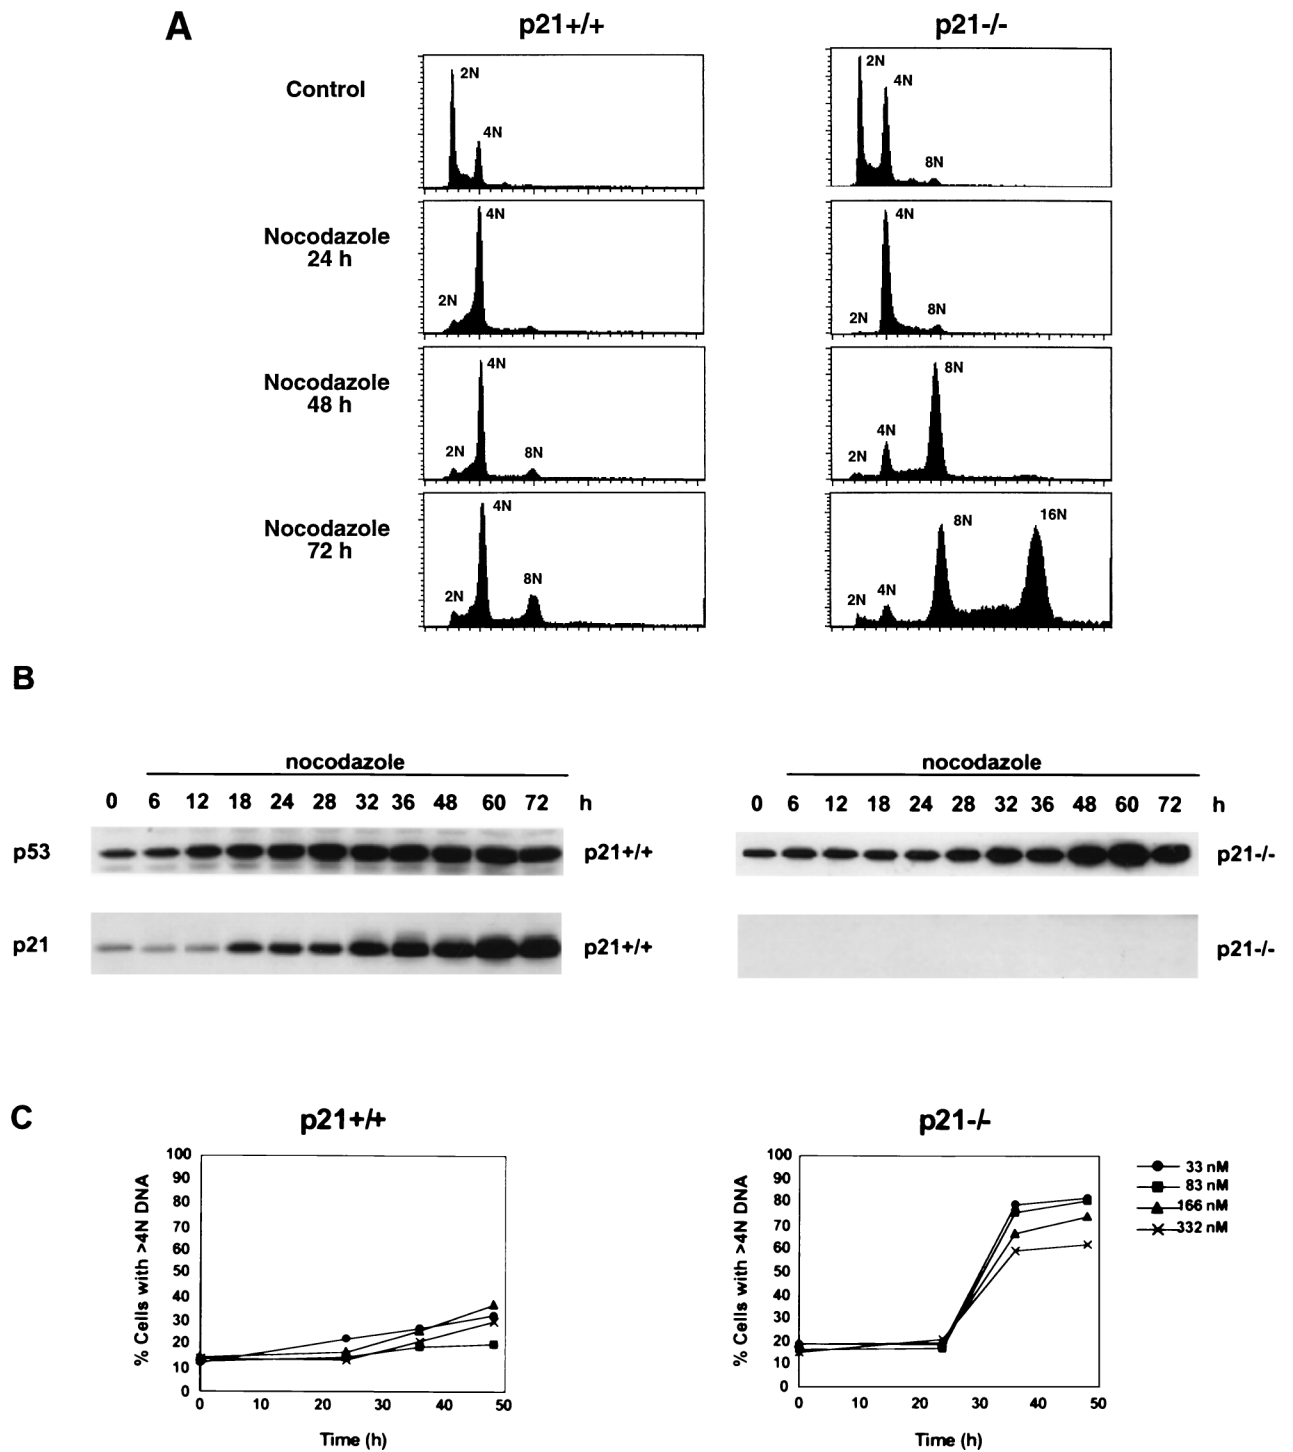 A
p21+/+ p21-/-
Control
2N
4N
2N
4N
8N
Nocodazole
24 h
4N
2N
4N
2N
8N
Nocodazole
48 h
4N
2N
8N
8N
4N
2N
Nocodazole
72 h
4N
8N
2N
8N
16N
4N
2N
B
nocodazole nocodazole
0 6 12 18 24 28 32 36 48 60 72 h 0 6 12 18 24 28 32 36 48 60 72 h
p53 p21+/+ p21-/-
p21 p21+/+ p21-/-
C
p21+/+
% Cells with >4N DNA
100
90
80
70
60
50
40
30
20
10
0
0 10 20 30 40 50
Time (h)
p21-/-
% Cells with >4N DNA
100
90
80
70
60
50
40
30
20
10
0
0 10 20 30 40 50
Time (h)
33 nM
83 nM
166 nM
332 nM